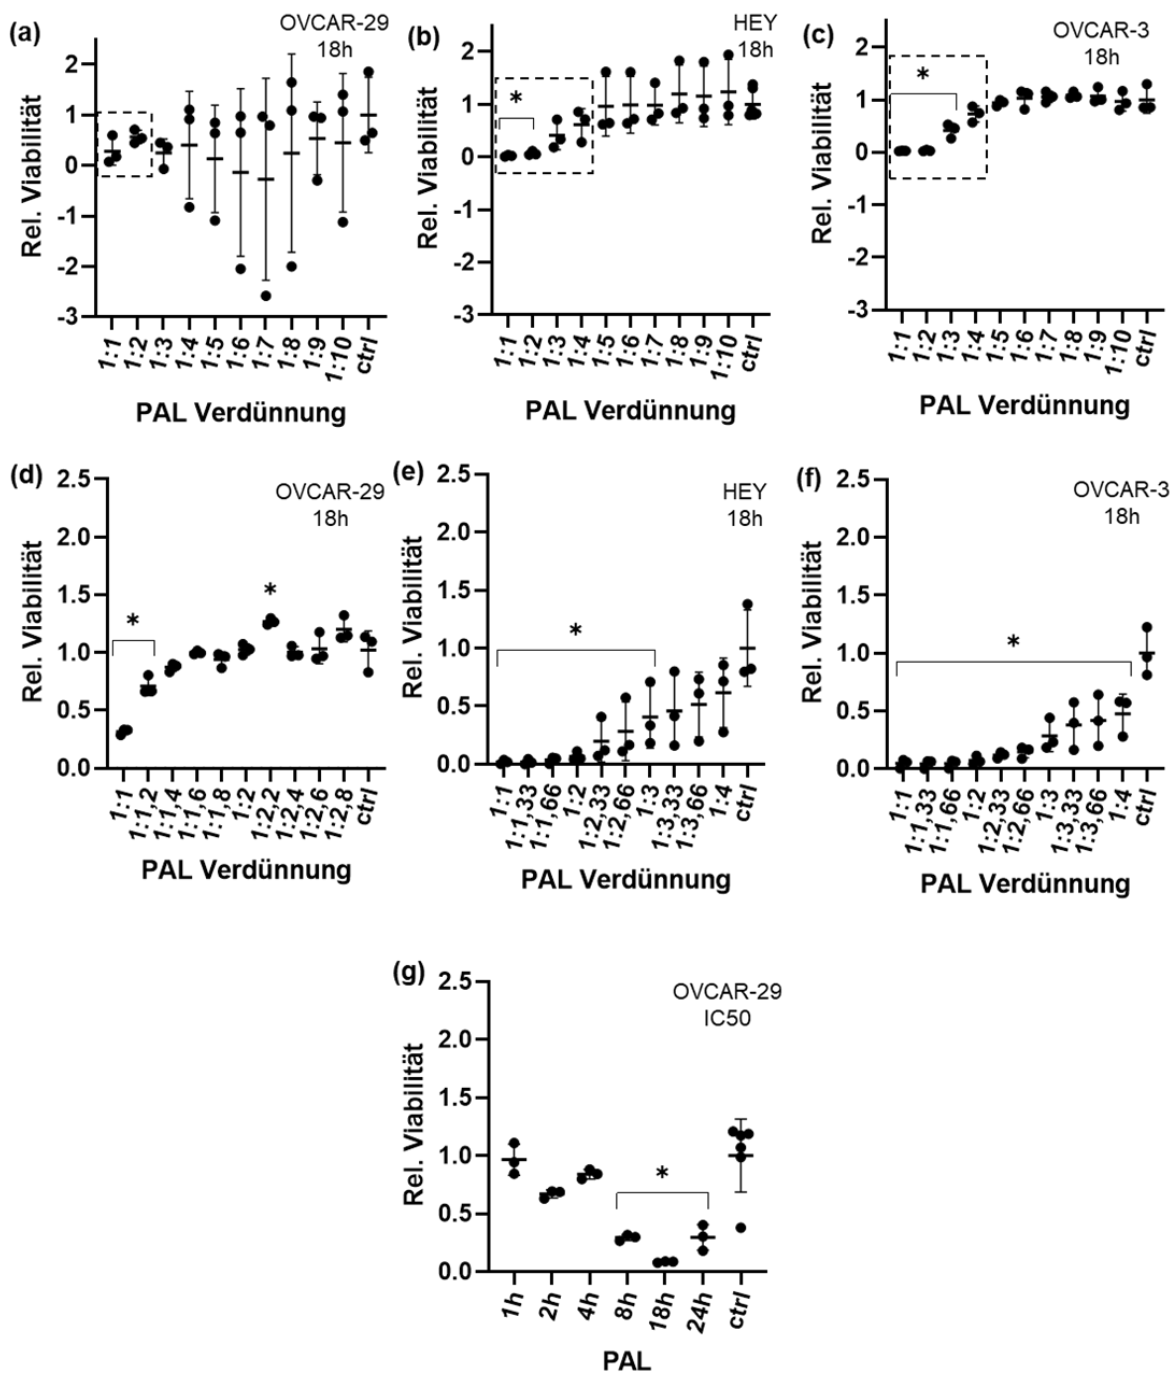 (a)
OVCAR-29
18h
Rel. Viabilität
2
1
0
-1
-2
-3
1:1
1:2
1:3
1:4
1:5
1:6
1:7
1:8
1:9
1:10
ctrl
PAL Verdünnung
(b)
HEY
18h
*
Rel. Viabilität
2
1
0
-1
-2
-3
1:1
1:2
1:3
1:4
1:5
1:6
1:7
1:8
1:9
1:10
ctrl
PAL Verdünnung
(c)
OVCAR-3
18h
*
Rel. Viabilität
2
1
0
-1
-2
-3
1:1
1:2
1:3
1:4
1:5
1:6
1:7
1:8
1:9
1:10
ctrl
PAL Verdünnung
(d)
OVCAR-29
18h
*
*
Rel. Viabilität
2.5
2.0
1.5
1.0
0.5
0.0
1:1
1:1,2
1:1,4
1:1,6
1:1,8
1:2
1:2,2
1:2,4
1:2,6
1:2,8
ctrl
PAL Verdünnung
(e)
HEY
18h
*
Rel. Viabilität
2.5
2.0
1.5
1.0
0.5
0.0
1:1
1:1,33
1:1,66
1:2
1:2,33
1:2,66
1:3
1:3,33
1:3,66
1:4
ctrl
PAL Verdünnung
(f)
OVCAR-3
18h
*
Rel. Viabilität
2.5
2.0
1.5
1.0
0.5
0.0
1:1
1:1,33
1:1,66
1:2
1:2,33
1:2,66
1:3
1:3,33
1:3,66
1:4
ctrl
PAL Verdünnung
(g)
OVCAR-29
IC50
*
Rel. Viabilität
2.5
2.0
1.5
1.0
0.5
0.0
1h
2h
4h
8h
18h
24h
ctrl
PAL